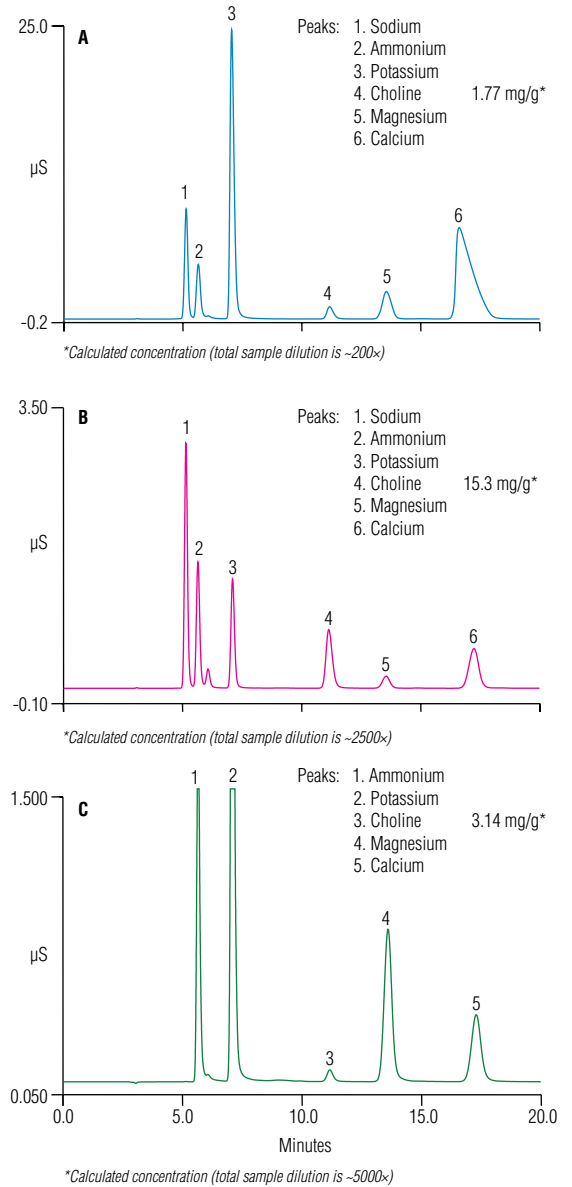 25.0
A
3
Peaks: 1. Sodium
2. Ammonium
3. Potassium
4. Choline 1.77 mg/g*
5. Magnesium
6. Calcium
µS
1
2
4
5
6
-0.2
*Calculated concentration (total sample dilution is ~200×)
3.50
B
Peaks: 1. Sodium
2. Ammonium
3. Potassium
4. Choline 15.3 mg/g*
5. Magnesium
6. Calcium
µS
1
2
3
4
5
6
-0.10
*Calculated concentration (total sample dilution is ~2500×)
1.500
C
1
2
Peaks: 1. Ammonium
2. Potassium
3. Choline 3.14 mg/g*
4. Magnesium
5. Calcium
µS
3
4
5
0.050
0.0 5.0 10.0 15.0 20.0
Minutes
*Calculated concentration (total sample dilution is ~5000×)